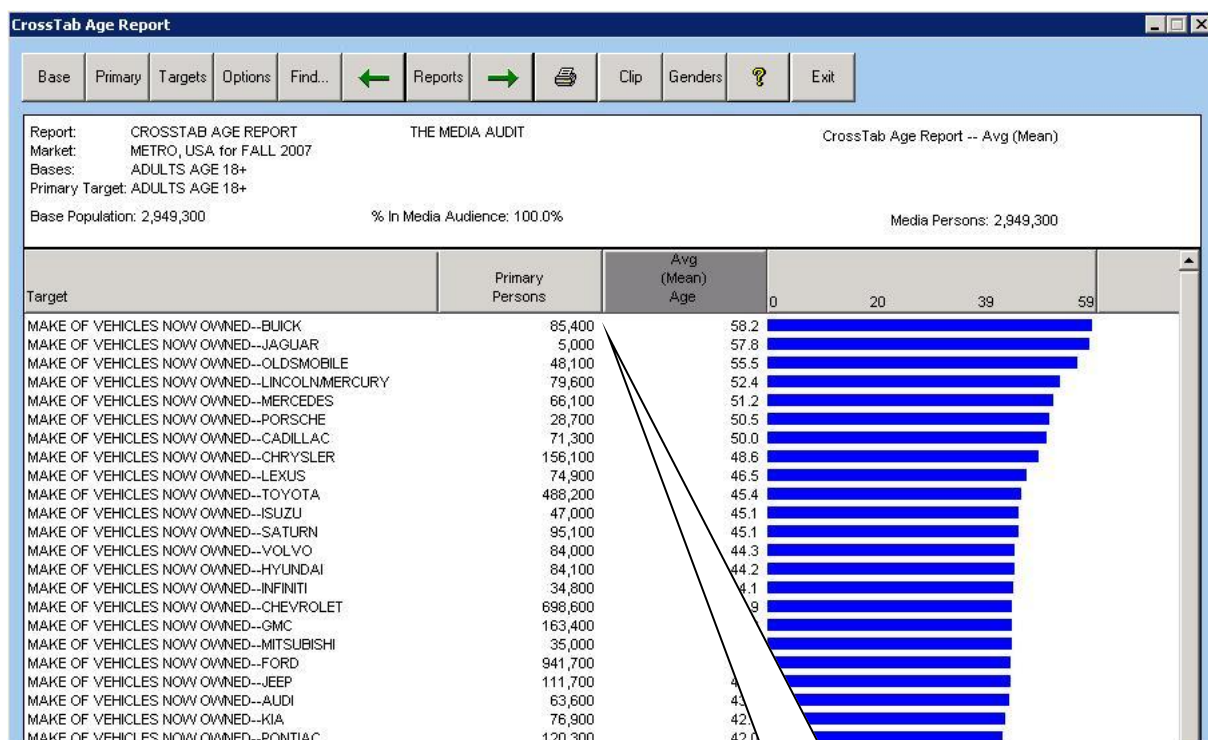 CrossTab Age Report
Base Primary Targets Options Find... Reports Clip Genders Exit
Report: CROSSTAB AGE REPORT THE MEDIA AUDIT CrossTab Age Report -- Avg (Mean)
Market: METRO, USA for FALL 2007
Bases: ADULTS AGE 18+
Primary Target: ADULTS AGE 18+
Base Population: 2,949,300 % In Media Audience: 100.0% Media Persons: 2,949,300
Target Primary Persons Avg (Mean) Age 0 20 39 59
MAKE OF VEHICLES NOW OWNED--BUICK 85,400 58.2
MAKE OF VEHICLES NOW OWNED--JAGUAR 5,000 57.8
MAKE OF VEHICLES NOW OWNED--OLDSMOBILE 48,100 55.5
MAKE OF VEHICLES NOW OWNED--LINCOLN/MERCURY 79,600 52.4
MAKE OF VEHICLES NOW OWNED--MERCEDES 66,100 51.2
MAKE OF VEHICLES NOW OWNED--PORSCHE 28,700 50.5
MAKE OF VEHICLES NOW OWNED--CADILLAC 71,300 50.0
MAKE OF VEHICLES NOW OWNED--CHRYSLER 156,100 48.6
MAKE OF VEHICLES NOW OWNED--LEXUS 74,900 46.5
MAKE OF VEHICLES NOW OWNED--TOYOTA 488,200 45.4
MAKE OF VEHICLES NOW OWNED--ISUZU 47,000 45.1
MAKE OF VEHICLES NOW OWNED--SATURN 95,100 45.1
MAKE OF VEHICLES NOW OWNED--VOLVO 84,000 44.3
MAKE OF VEHICLES NOW OWNED--HYUNDAI 84,100 44.2
MAKE OF VEHICLES NOW OWNED--INFINITI 34,800
MAKE OF VEHICLES NOW OWNED--CHEVROLET 698,600
MAKE OF VEHICLES NOW OWNED--GMC 163,400
MAKE OF VEHICLES NOW OWNED--MITSUBISHI 35,000
MAKE OF VEHICLES NOW OWNED--FORD 941,700
MAKE OF VEHICLES NOW OWNED--JEEP 111,700
MAKE OF VEHICLES NOW OWNED--AUDI 63,600
MAKE OF VEHICLES NOW OWNED--KIA 76,900
MAKE OF VEHICLES NOW OWNED--PONTIAC 120,300 42.0